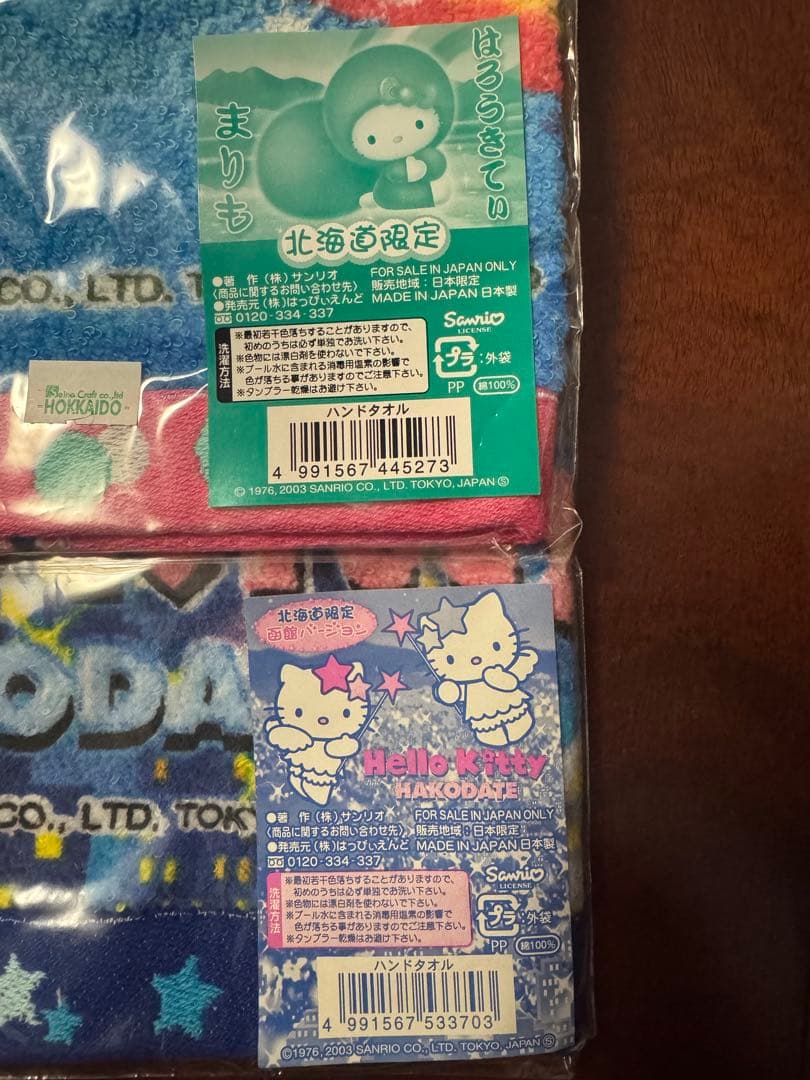 はろうきてぃ
まりも
北海道限定
●著 作(株)サンリオ
〈商品に関するお問い合わせ先〉
●発売元(株)はっぴぃえんど
0120-334-337
FOR SALE IN JAPAN ONLY
販売地域:日本限定
MADE IN JAPAN 日本製
洗濯方法
※最初若干色落ちすることがありますので、
初めのうちは必ず単独でお洗い下さい。
※色物には漂白剤を使わないで下さい。
※プール水に含まれる消毒用塩素の影響で
色が落ちる事がありますのでご注意下さい。
※タンブラー乾燥はお避け下さい。
Sanrio
LICENSE
プラ:外袋
PP 綿100%
ハンドタオル
4 991567 445273
© 1976, 2003 SANRIO CO., LTD. TOKYO, JAPAN Ⓢ
CO., LTD. T
Seino Craft co.,ltd
-HOKKAIDO-
北海道限定
函館バージョン
Hello Kitty
HAKODATE
●著 作(株)サンリオ
〈商品に関するお問い合わせ先〉
●発売元(株)はっぴぃえんど
0120-334-337
FOR SALE IN JAPAN ONLY
販売地域:日本限定
MADE IN JAPAN 日本製
洗濯方法
※最初若干色落ちすることがありますので、
初めのうちは必ず単独でお洗い下さい。
※色物には漂白剤を使わないで下さい。
※プール水に含まれる消毒用塩素の影響で
色が落ちる事がありますのでご注意下さい。
※タンブラー乾燥はお避け下さい。
Sanrio
LICENSE
プラ:外袋
PP 綿100%
ハンドタオル
4 991567 533703
©1976, 2003 SANRIO CO., LTD. TOKYO, JAPAN Ⓢ
ODA
CO., LTD. TOK